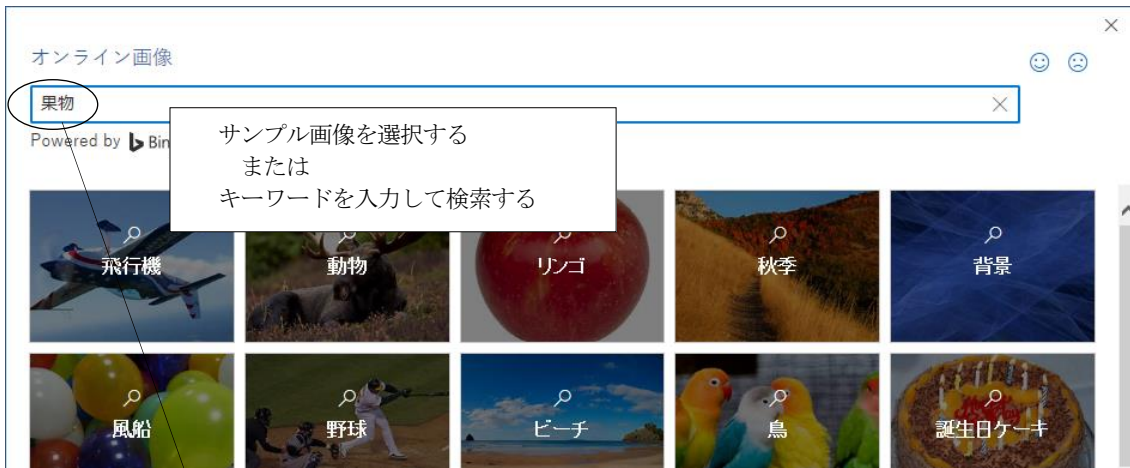 オンライン画像
果物
Powered by Bin
サンプル画像を選択する
または
キーワードを入力して検索する
飛行機
動物
リンゴ
秋季
背景
風船
野球
ビーチ
鳥
誕生日ケーキ